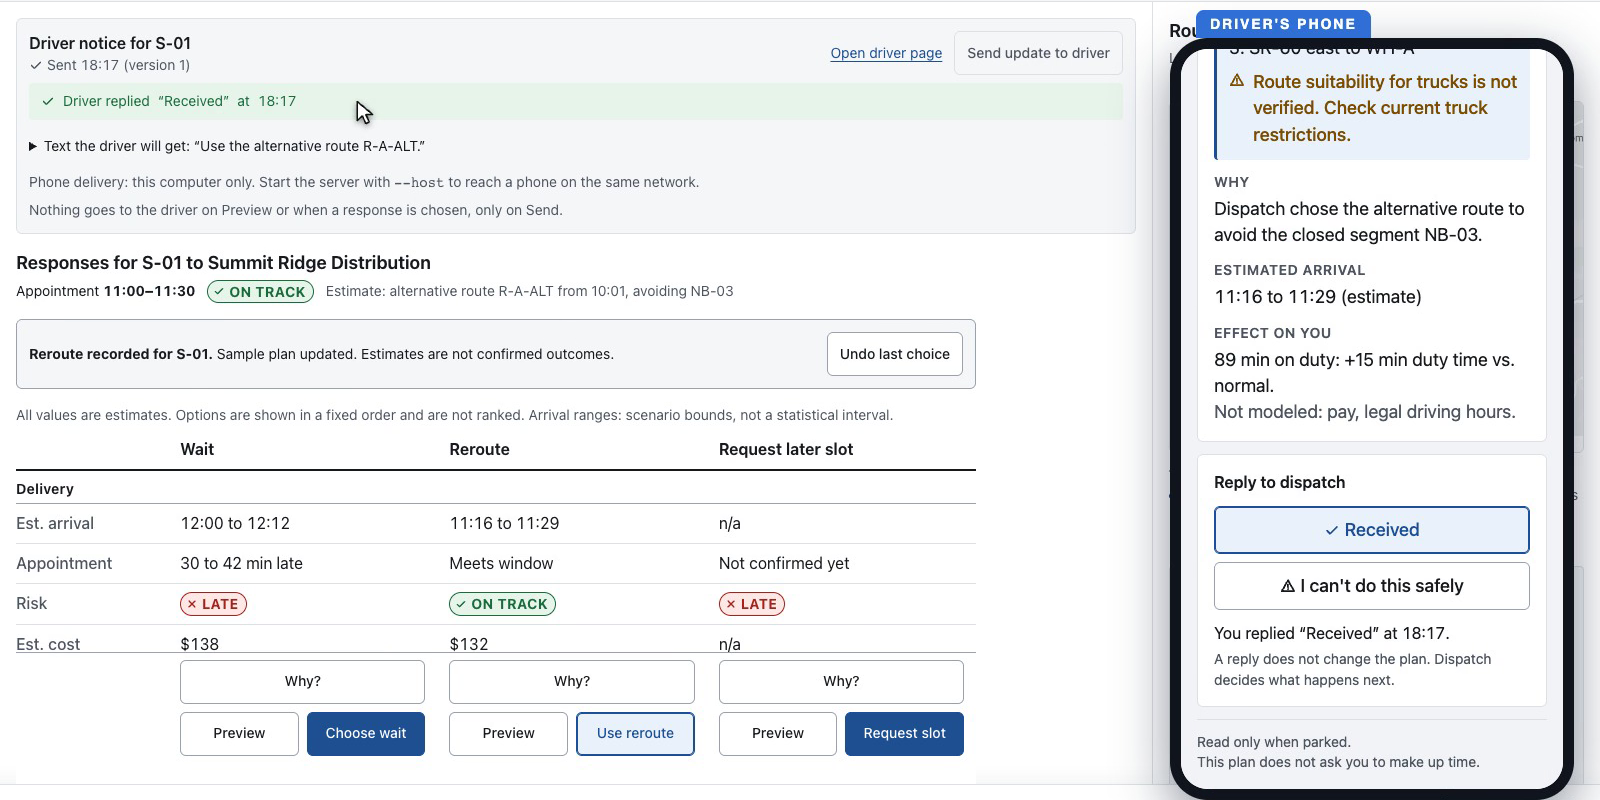 Driver notice for S-01
✓ Sent 18:17 (version 1)
Open driver page
Send update to driver
✓ Driver replied “Received” at 18:17
▶ Text the driver will get: “Use the alternative route R-A-ALT.”
Phone delivery: this computer only. Start the server with --host to reach a phone on the same network.
Nothing goes to the driver on Preview or when a response is chosen, only on Send.
Responses for S-01 to Summit Ridge Distribution
Appointment 11:00–11:30 ✓ ON TRACK Estimate: alternative route R-A-ALT from 10:01, avoiding NB-03
Reroute recorded for S-01. Sample plan updated. Estimates are not confirmed outcomes.
Undo last choice
All values are estimates. Options are shown in a fixed order and are not ranked. Arrival ranges: scenario bounds, not a statistical interval.
Wait Reroute Request later slot
Delivery
Est. arrival 12:00 to 12:12 11:16 to 11:29 n/a
Appointment 30 to 42 min late Meets window Not confirmed yet
Risk ✕ LATE ✓ ON TRACK ✕ LATE
Est. cost $138 $132 n/a
Why? Why? Why?
Preview Choose wait Preview Use reroute Preview Request slot
DRIVER'S PHONE
⚠ Route suitability for trucks is not
verified. Check current truck
restrictions.
WHY
Dispatch chose the alternative route to
avoid the closed segment NB-03.
ESTIMATED ARRIVAL
11:16 to 11:29 (estimate)
EFFECT ON YOU
89 min on duty: +15 min duty time vs.
normal.
Not modeled: pay, legal driving hours.
Reply to dispatch
✓ Received
⚠ I can't do this safely
You replied “Received” at 18:17.
A reply does not change the plan. Dispatch
decides what happens next.
Read only when parked.
This plan does not ask you to make up time.